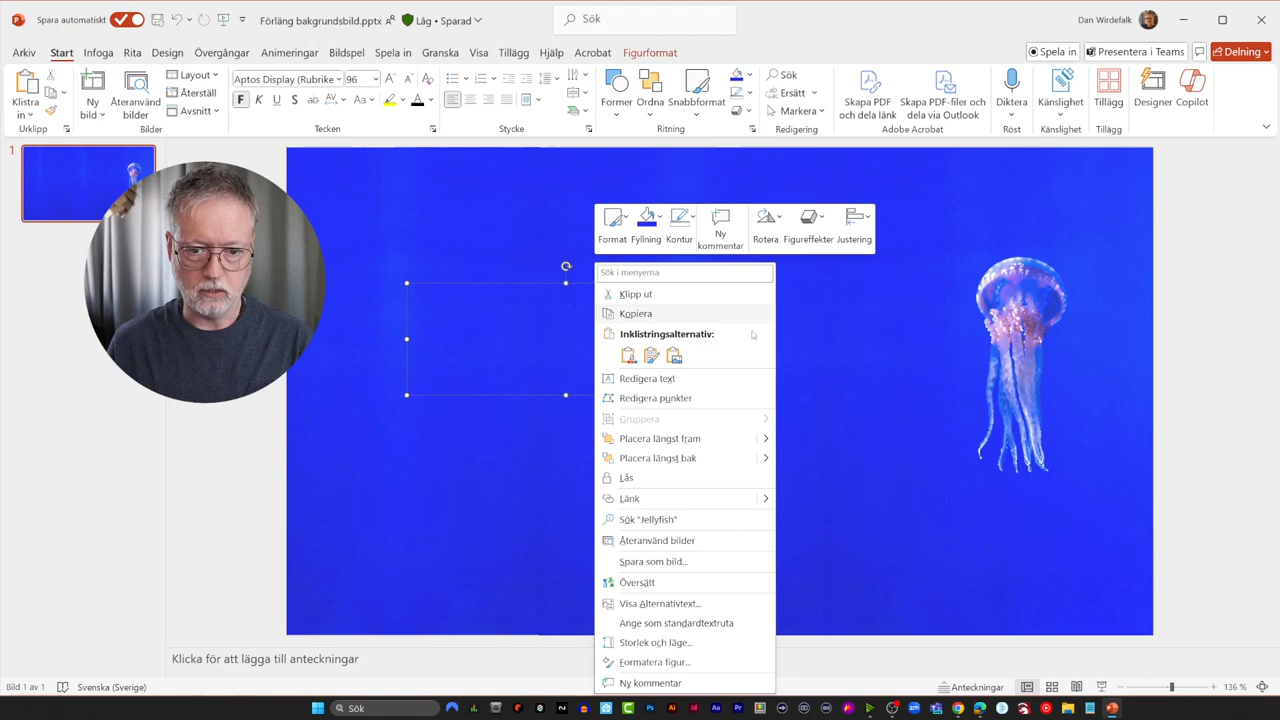 Spara automatiskt
Förläng bakgrundsbild.pptx
Låg • Sparad
Sök
Dan Wirdefalk
Arkiv Start Infoga Rita Design Övergångar Animeringar Bildspel Spela in Granska Visa Tillägg Hjälp Acrobat Figurformat
Spela in
Presentera i Teams
Delning
Klistra in
Ny bild
Återanvänd bilder
Layout
Återställ
Avsnitt
Aptos Display (Rubrike
96
F K U S ab AV Aa A
Former
Ordna
Snabbformat
Sök
Ersätt
Markera
Skapa PDF och dela länk
Skapa PDF-filer och dela via Outlook
Diktera
Känslighet
Tillägg
Designer
Copilot
Urklipp Bilder Tecken Stycke Ritning Redigering Adobe Acrobat Röst Känslighet Tillägg
1
Format Fyllning Kontur Ny kommentar Rotera Figureffekter Justering
Sök i menyerna
Klipp ut
Kopiera
Inklistringsalternativ:
Redigera text
Redigera punkter
Gruppera
Placera längst fram
Placera längst bak
Lås
Länk
Sök "Jellyfish"
Återanvänd bilder
Spara som bild...
Översätt
Visa Alternativtext...
Ange som standardtextruta
Storlek och läge...
Formatera figur...
Ny kommentar
Klicka för att lägga till anteckningar
Bild 1 av 1
Svenska (Sverige)
Anteckningar
136 %
Sök